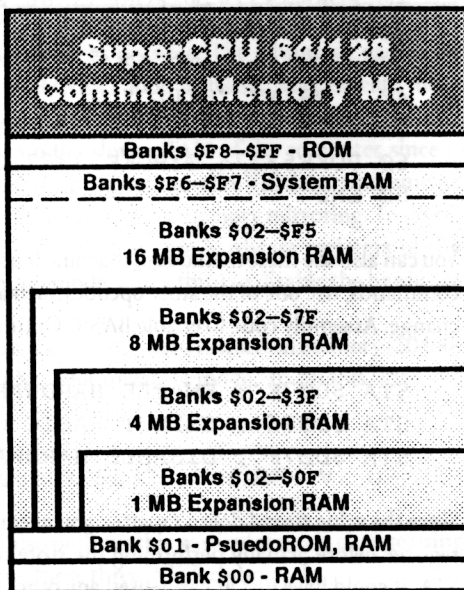 SuperCPU 64/128
Common Memory Map
Banks $F8–$FF - ROM
Banks $F6–$F7 - System RAM
Banks $02–$F5
16 MB Expansion RAM
Banks $02–$7F
8 MB Expansion RAM
Banks $02–$3F
4 MB Expansion RAM
Banks $02–$0F
1 MB Expansion RAM
Bank $01 - PsuedoROM, RAM
Bank $00 - RAM